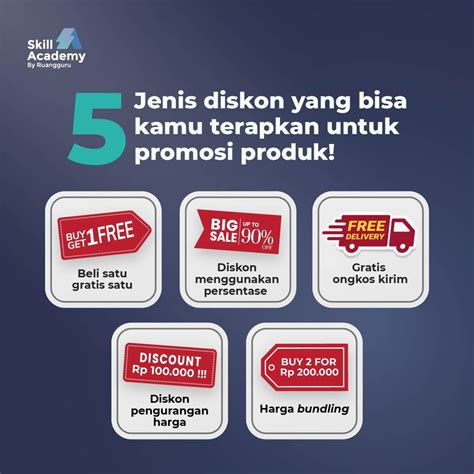 Skill
Academy
By Ruangguru
5
Jenis diskon yang bisa
kamu terapkan untuk
promosi produk!
BUY 1 FREE
GET
Beli satu
gratis satu
BIG
SALE
UP TO
90%
OFF
Diskon
menggunakan
persentase
FREE
DELIVERY
Gratis
ongkos kirim
DISCOUNT
Rp 100.000 !!!
Diskon
pengurangan
harga
BUY 2 FOR
RP 200.000
Harga bundling